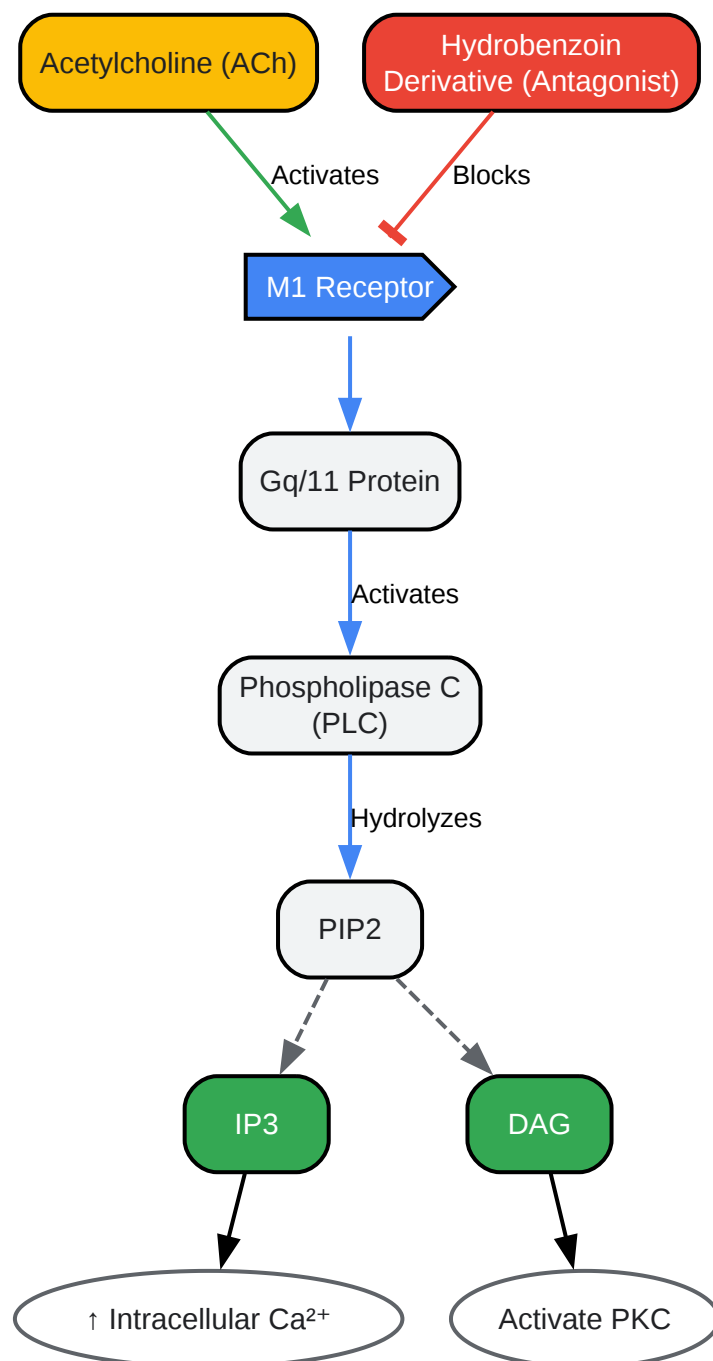 Acetylcholine (ACh)
Hydrobenzoin
Derivative (Antagonist)
Activates
Blocks
M1 Receptor
Gq/11 Protein
Activates
Phospholipase C
(PLC)
Hydrolyzes
PIP2
IP3
DAG
↑ Intracellular Ca²⁺
Activate PKC